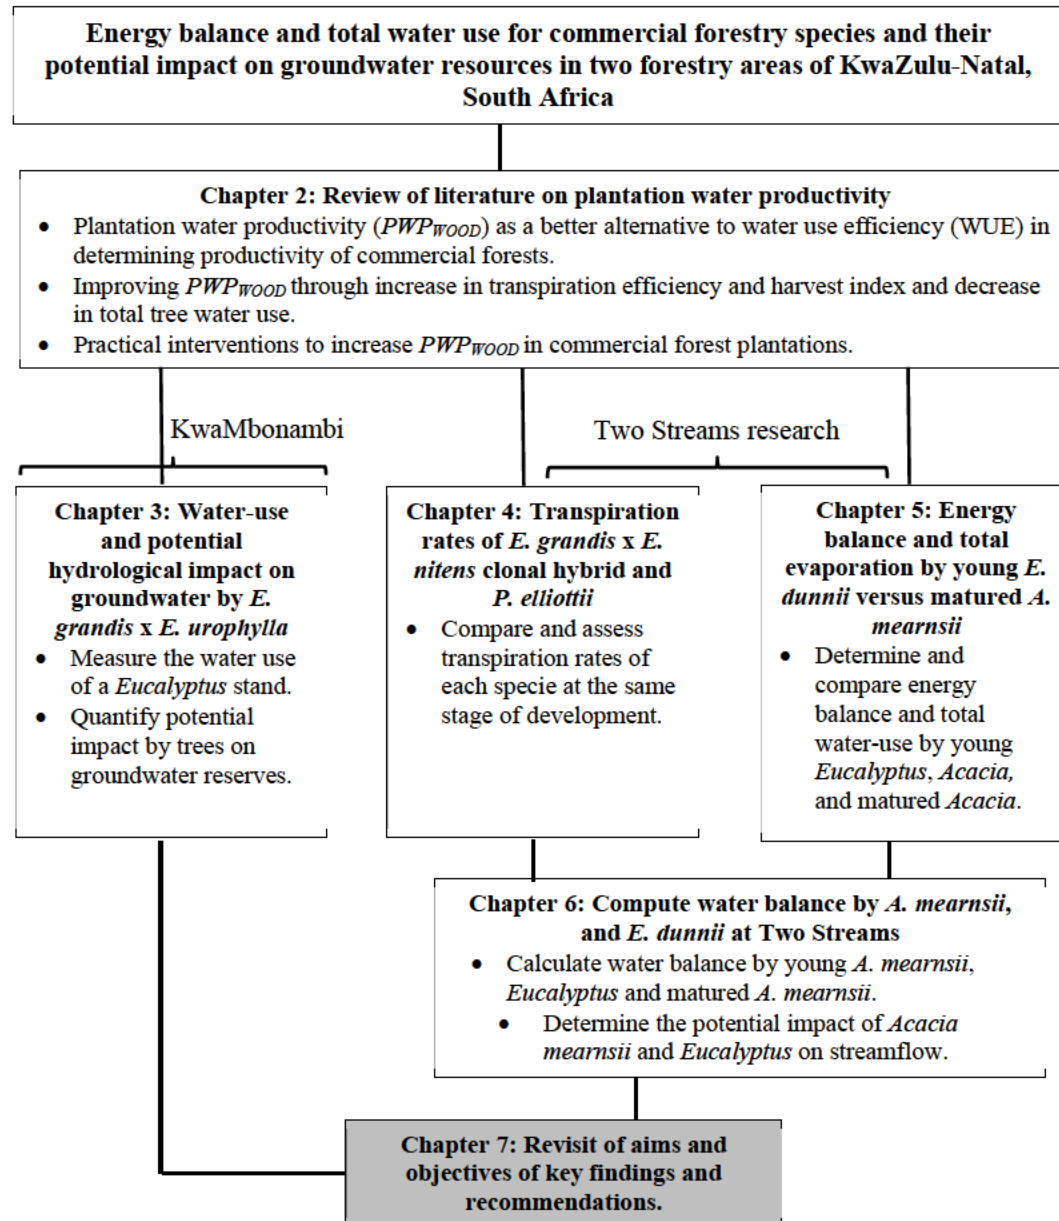 Energy balance and total water use for commercial forestry species and their
potential impact on groundwater resources in two forestry areas of KwaZulu-Natal,
South Africa
Chapter 2: Review of literature on plantation water productivity
• Plantation water productivity (PWPWOOD) as a better alternative to water use efficiency (WUE) in
determining productivity of commercial forests.
• Improving PWPWOOD through increase in transpiration efficiency and harvest index and decrease
in total tree water use.
• Practical interventions to increase PWPWOOD in commercial forest plantations.
KwaMbonambi
Two Streams research
Chapter 3: Water-use
and potential
hydrological impact on
groundwater by E.
grandis x E. urophylla
• Measure the water use
of a Eucalyptus stand.
• Quantify potential
impact by trees on
groundwater reserves.
Chapter 4: Transpiration
rates of E. grandis x E.
nitens clonal hybrid and
P. elliottii
• Compare and assess
transpiration rates of
each specie at the same
stage of development.
Chapter 5: Energy
balance and total
evaporation by young E.
dunnii versus matured A.
mearnsii
• Determine and
compare energy
balance and total
water-use by young
Eucalyptus, Acacia,
and matured Acacia.
Chapter 6: Compute water balance by A. mearnsii,
and E. dunnii at Two Streams
• Calculate water balance by young A. mearnsii,
Eucalyptus and matured A. mearnsii.
• Determine the potential impact of Acacia
mearnsii and Eucalyptus on streamflow.
Chapter 7: Revisit of aims and
objectives of key findings and
recommendations.